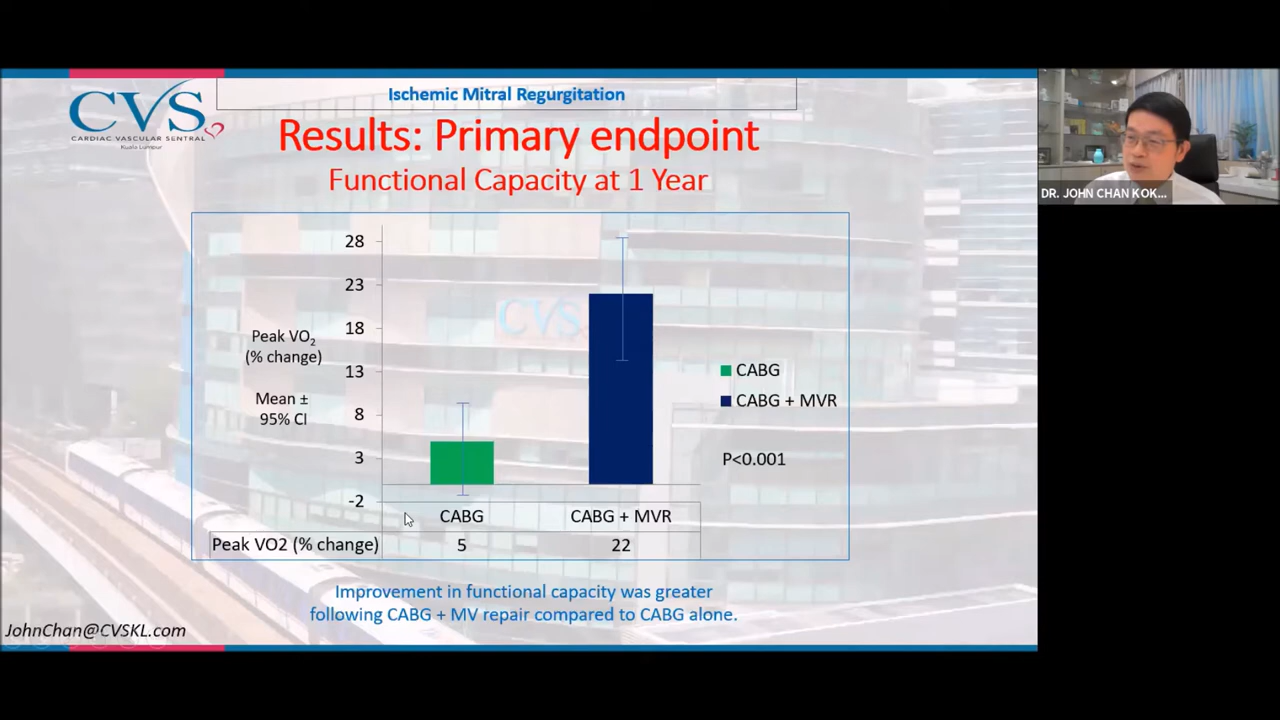 Ischemic Mitral Regurgitation
CVS
CARDIAC VASCULAR SENTRAL
Kuala Lumpur
Results: Primary endpoint
Functional Capacity at 1 Year
28
23
18
13
8
3
-2
Peak VO2
(% change)
Mean ±
95% CI
CVS
CABG
CABG + MVR
P<0.001
CABG
CABG + MVR
Peak VO2 (% change)
5
22
Improvement in functional capacity was greater
following CABG + MV repair compared to CABG alone.
JohnChan@CVSKL.com
DR. JOHN CHAN KOK...